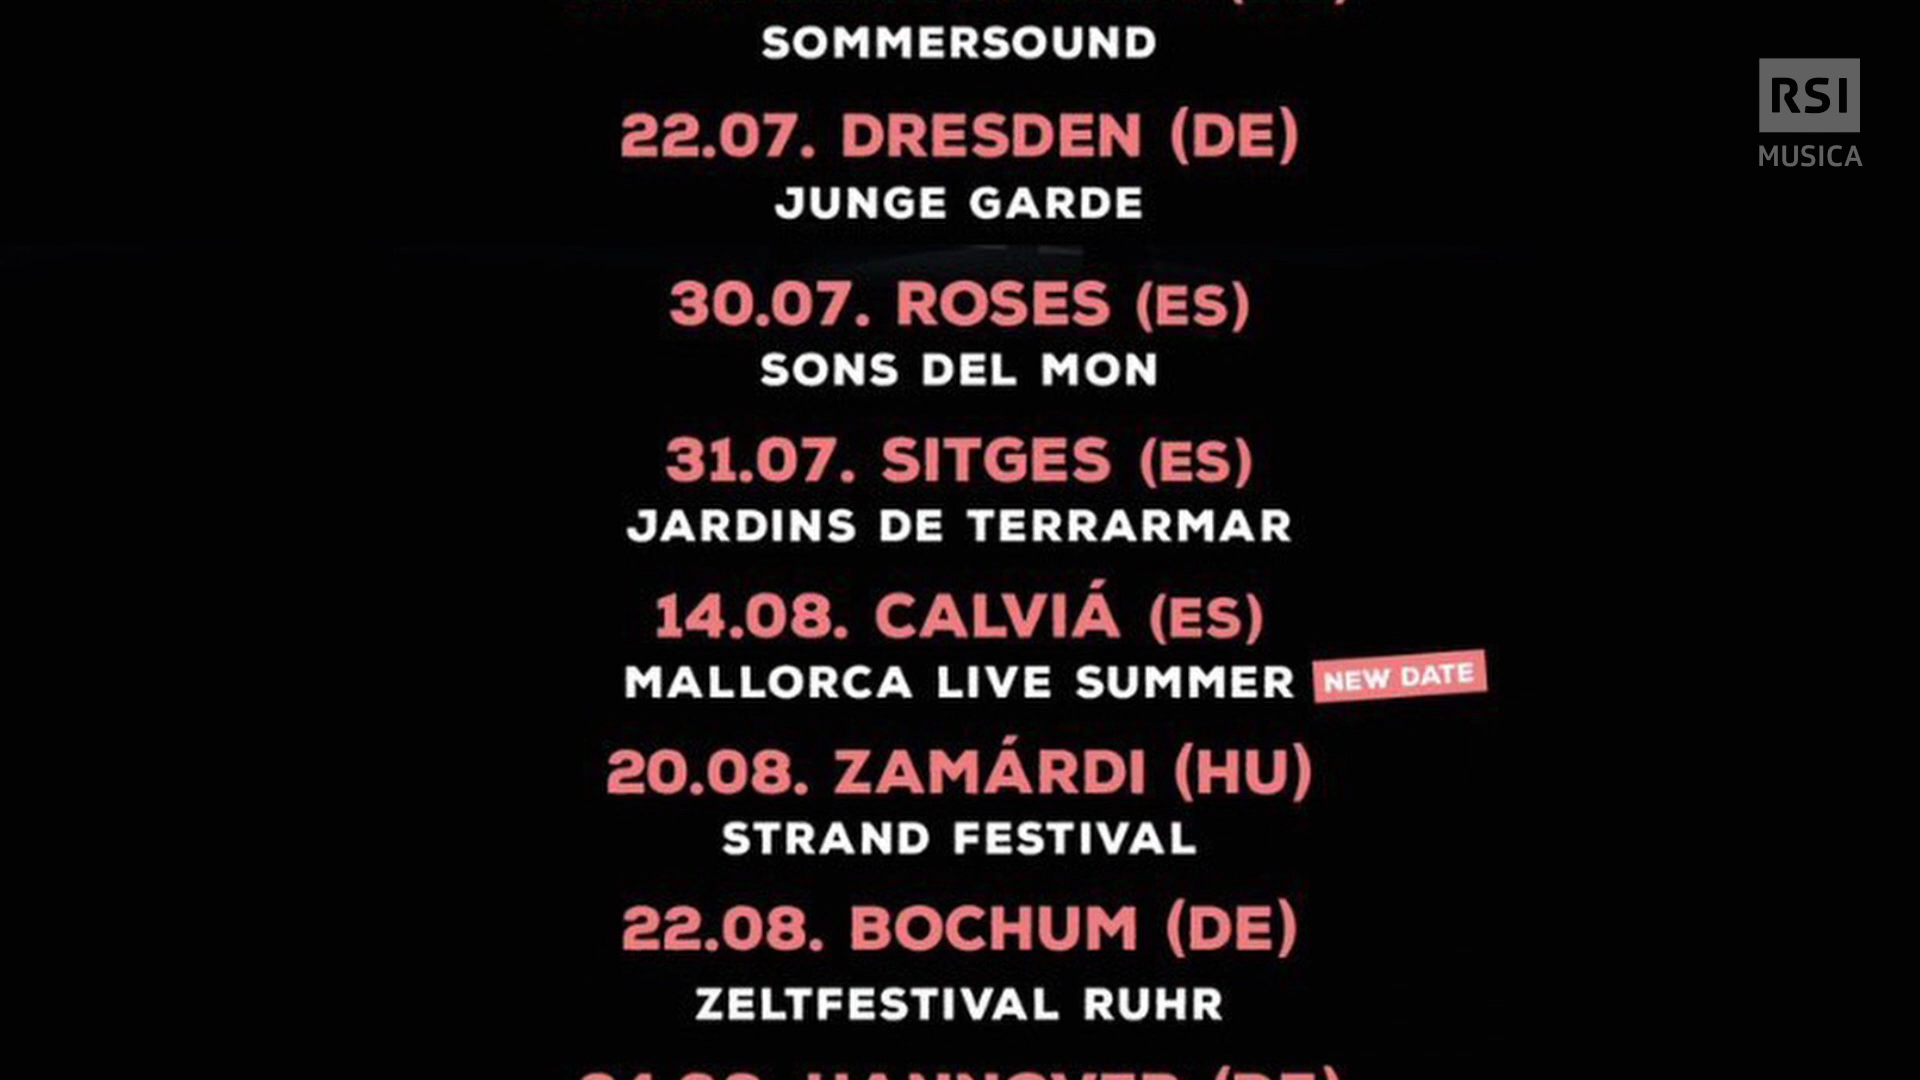 SOMMERSOUND
RSI
MUSICA
22.07. DRESDEN (DE)
JUNGE GARDE
30.07. ROSES (ES)
SONS DEL MON
31.07. SITGES (ES)
JARDINS DE TERRARMAR
14.08. CALVIÁ (ES)
MALLORCA LIVE SUMMER NEW DATE
20.08. ZAMÁRDI (HU)
STRAND FESTIVAL
22.08. BOCHUM (DE)
ZELTFESTIVAL RUHR
HANNOVER (DE)